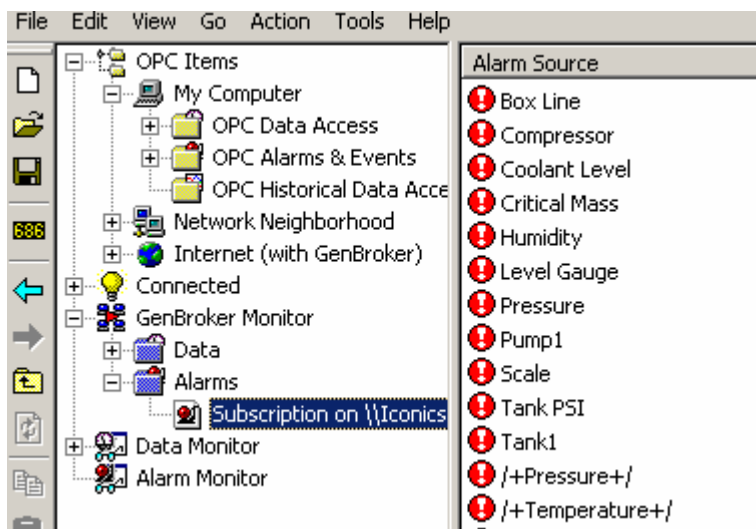 File Edit View Go Action Tools Help
OPC Items
My Computer
OPC Data Access
OPC Alarms & Events
OPC Historical Data Acce
Network Neighborhood
Internet (with GenBroker)
Connected
GenBroker Monitor
Data
Alarms
Subscription on \\Iconics
Data Monitor
Alarm Monitor
686
Alarm Source
Box Line
Compressor
Coolant Level
Critical Mass
Humidity
Level Gauge
Pressure
Pump1
Scale
Tank PSI
Tank1
/+Pressure+/
/+Temperature+/